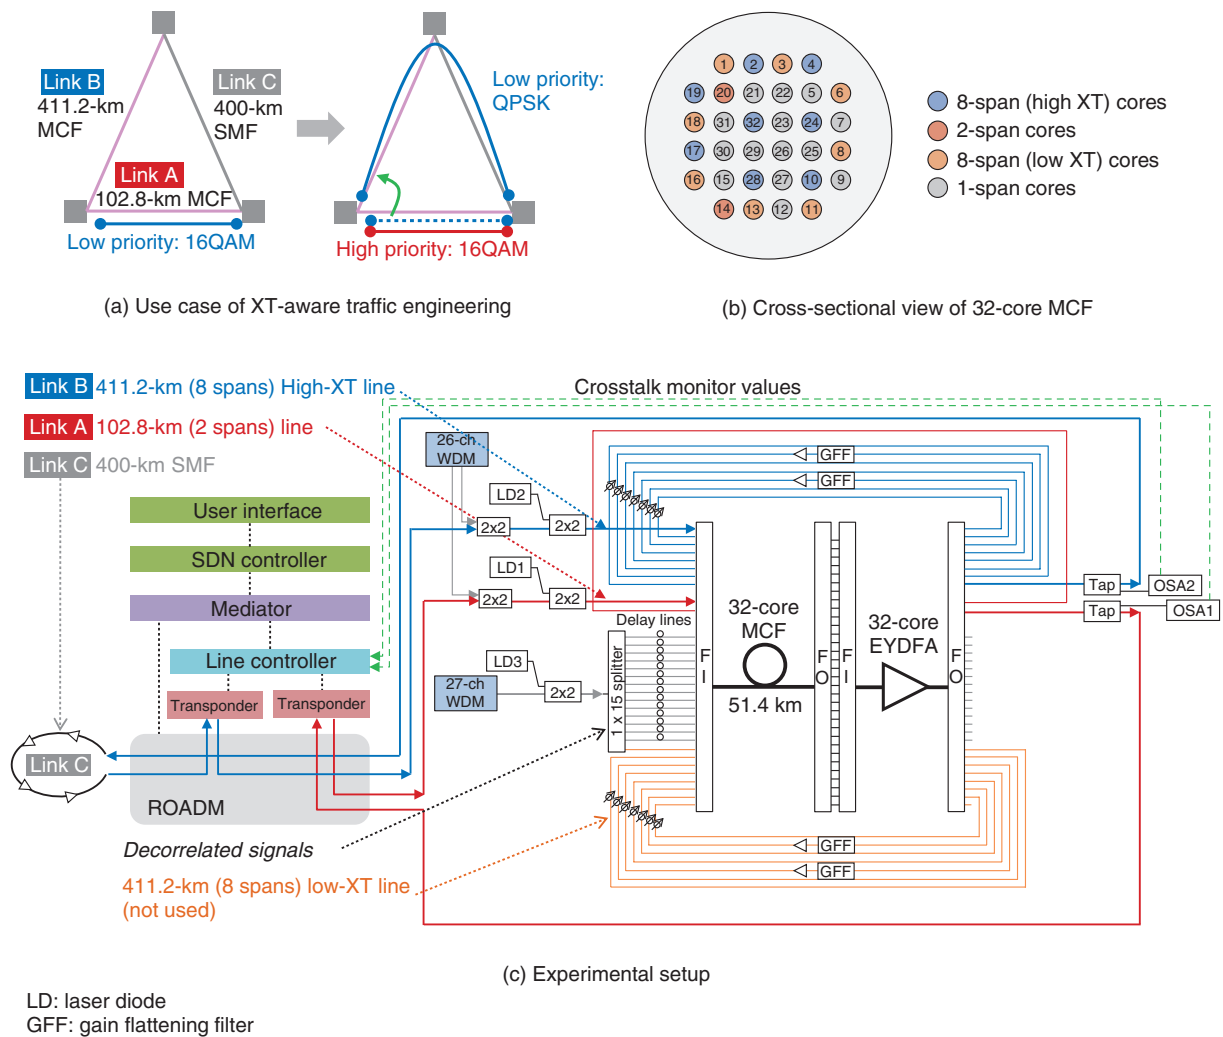 Link B
411.2-km
MCF
Link C
400-km
SMF
Link A
102.8-km MCF
Low priority: 16QAM
Low priority:
QPSK
High priority: 16QAM
(a) Use case of XT-aware traffic engineering
1 2 3 4
19 20 21 22 5 6
18 31 32 23 24 7
17 30 29 26 25 8
16 15 28 27 10 9
14 13 12 11
8-span (high XT) cores
2-span cores
8-span (low XT) cores
1-span cores
(b) Cross-sectional view of 32-core MCF
Link B 411.2-km (8 spans) High-XT line
Link A 102.8-km (2 spans) line
Link C 400-km SMF
Crosstalk monitor values
26-ch
WDM
LD2
2x2
2x2
LD1
2x2
2x2
GFF
GFF
User interface
SDN controller
Mediator
Line controller
Transponder
Transponder
Link C
ROADM
Delay lines
LD3
27-ch
WDM
2x2
1 x 15 splitter
FI
32-core
MCF
51.4 km
FO
FI
32-core
EYDFA
FO
Tap
OSA2
Tap
OSA1
GFF
GFF
Decorrelated signals
411.2-km (8 spans) low-XT line
(not used)
(c) Experimental setup
LD: laser diode
GFF: gain flattening filter